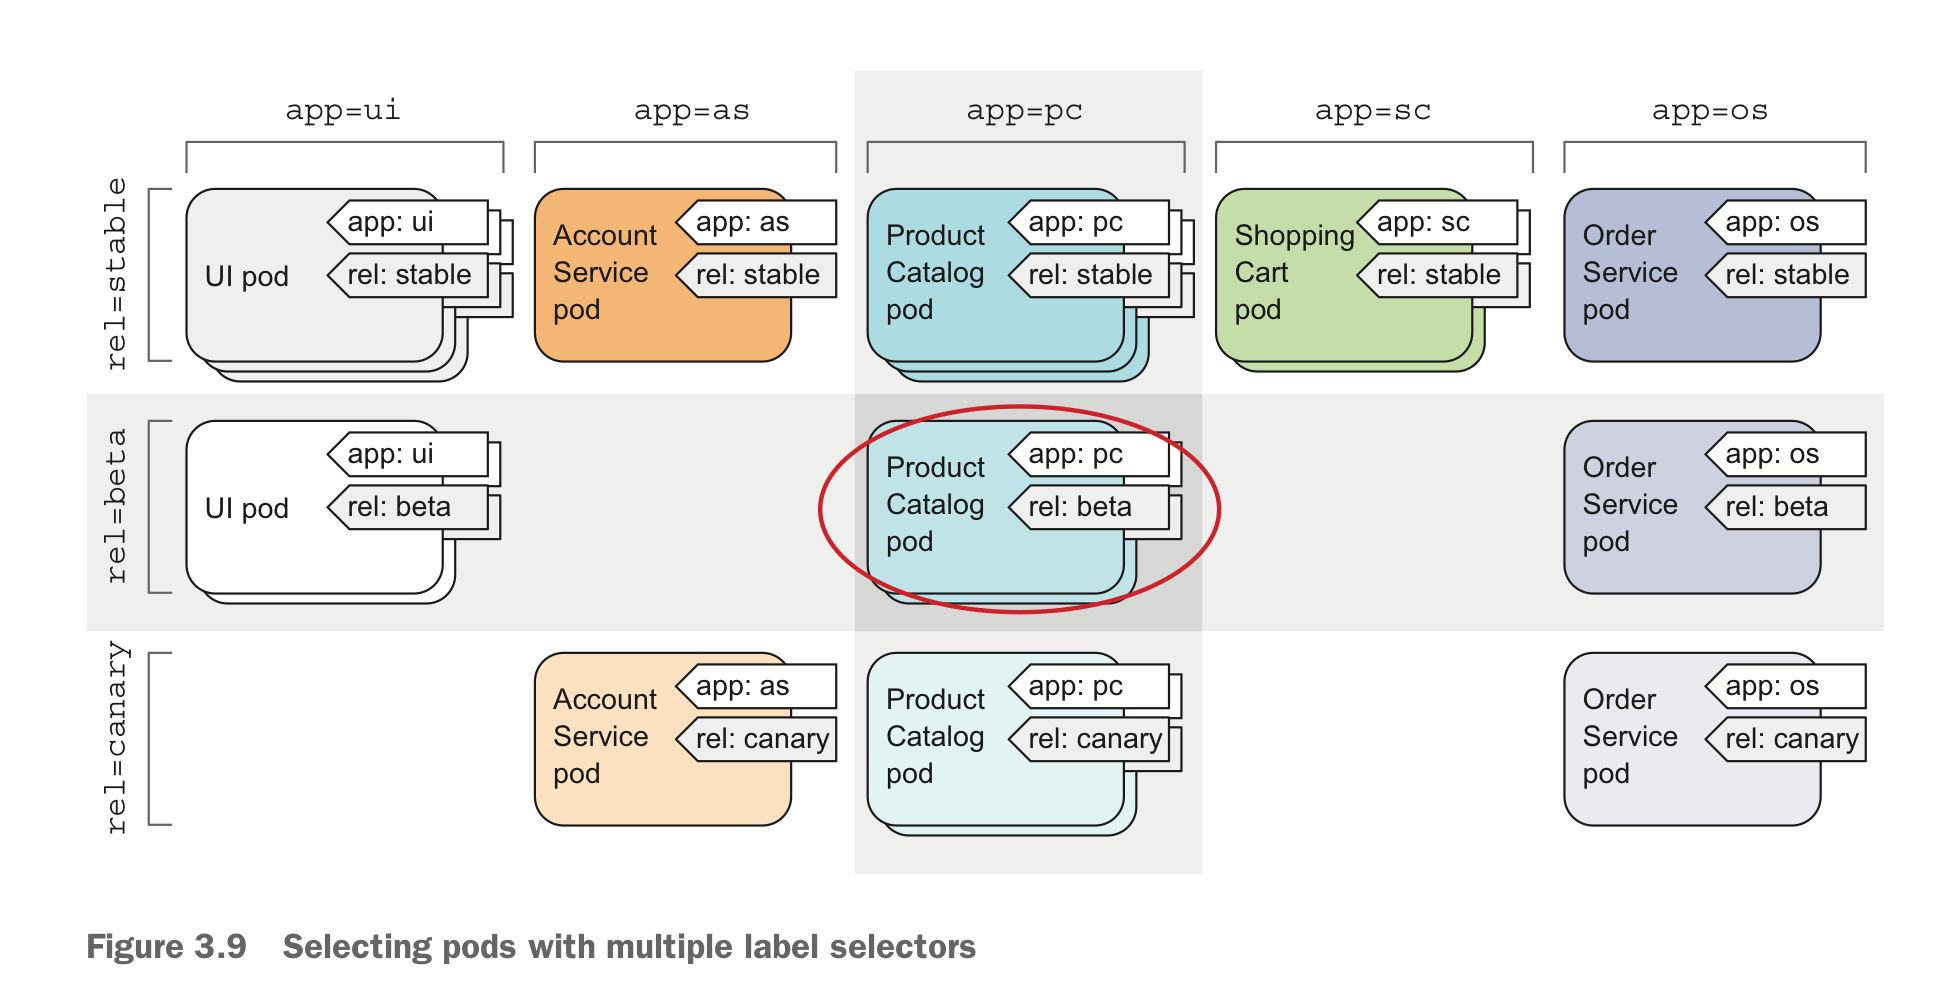 app=ui
app=as
app=pc
app=sc
app=os
rel=stable
UI pod
app: ui
rel: stable
Account
Service
pod
app: as
rel: stable
Product
Catalog
pod
app: pc
rel: stable
Shopping
Cart
pod
app: sc
rel: stable
Order
Service
pod
app: os
rel: stable
rel=beta
UI pod
app: ui
rel: beta
Product
Catalog
pod
app: pc
rel: beta
Order
Service
pod
app: os
rel: beta
rel=canary
Account
Service
pod
app: as
rel: canary
Product
Catalog
pod
app: pc
rel: canary
Order
Service
pod
app: os
rel: canary
Figure 3.9 Selecting pods with multiple label selectors